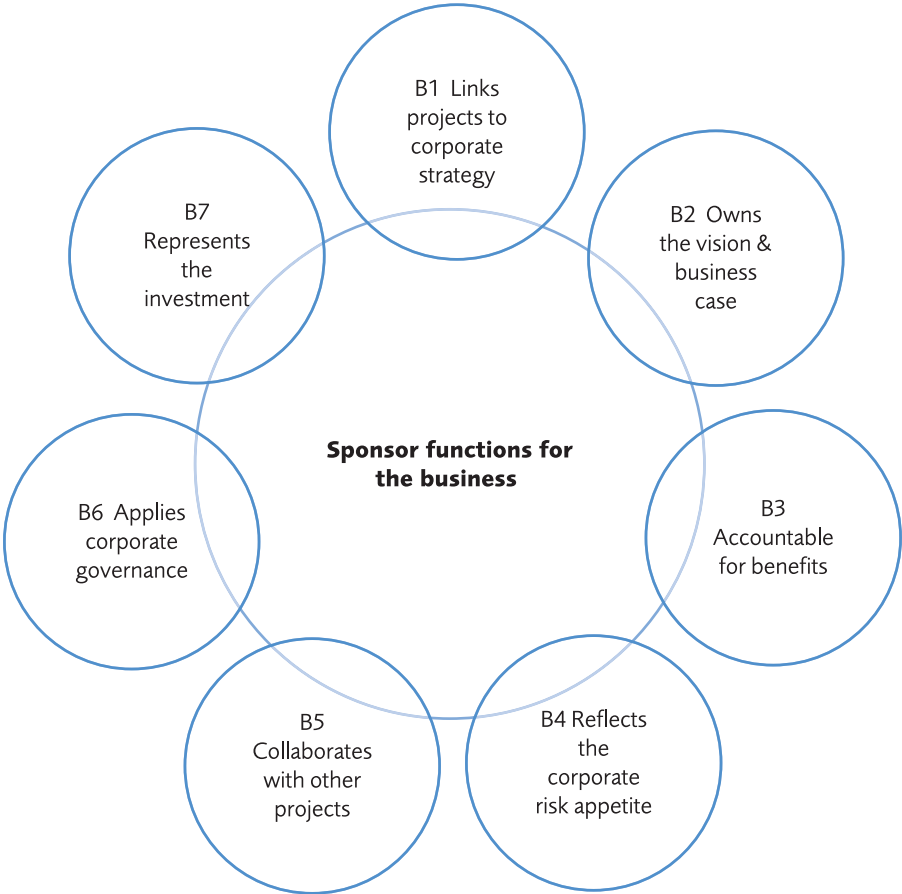 B1 Links
projects to
corporate
strategy
B2 Owns
the vision &
business
case
B3
Accountable
for benefits
B4 Reflects
the
corporate
risk appetite
B5
Collaborates
with other
projects
B6 Applies
corporate
governance
B7
Represents
the
investment
Sponsor functions for
the business